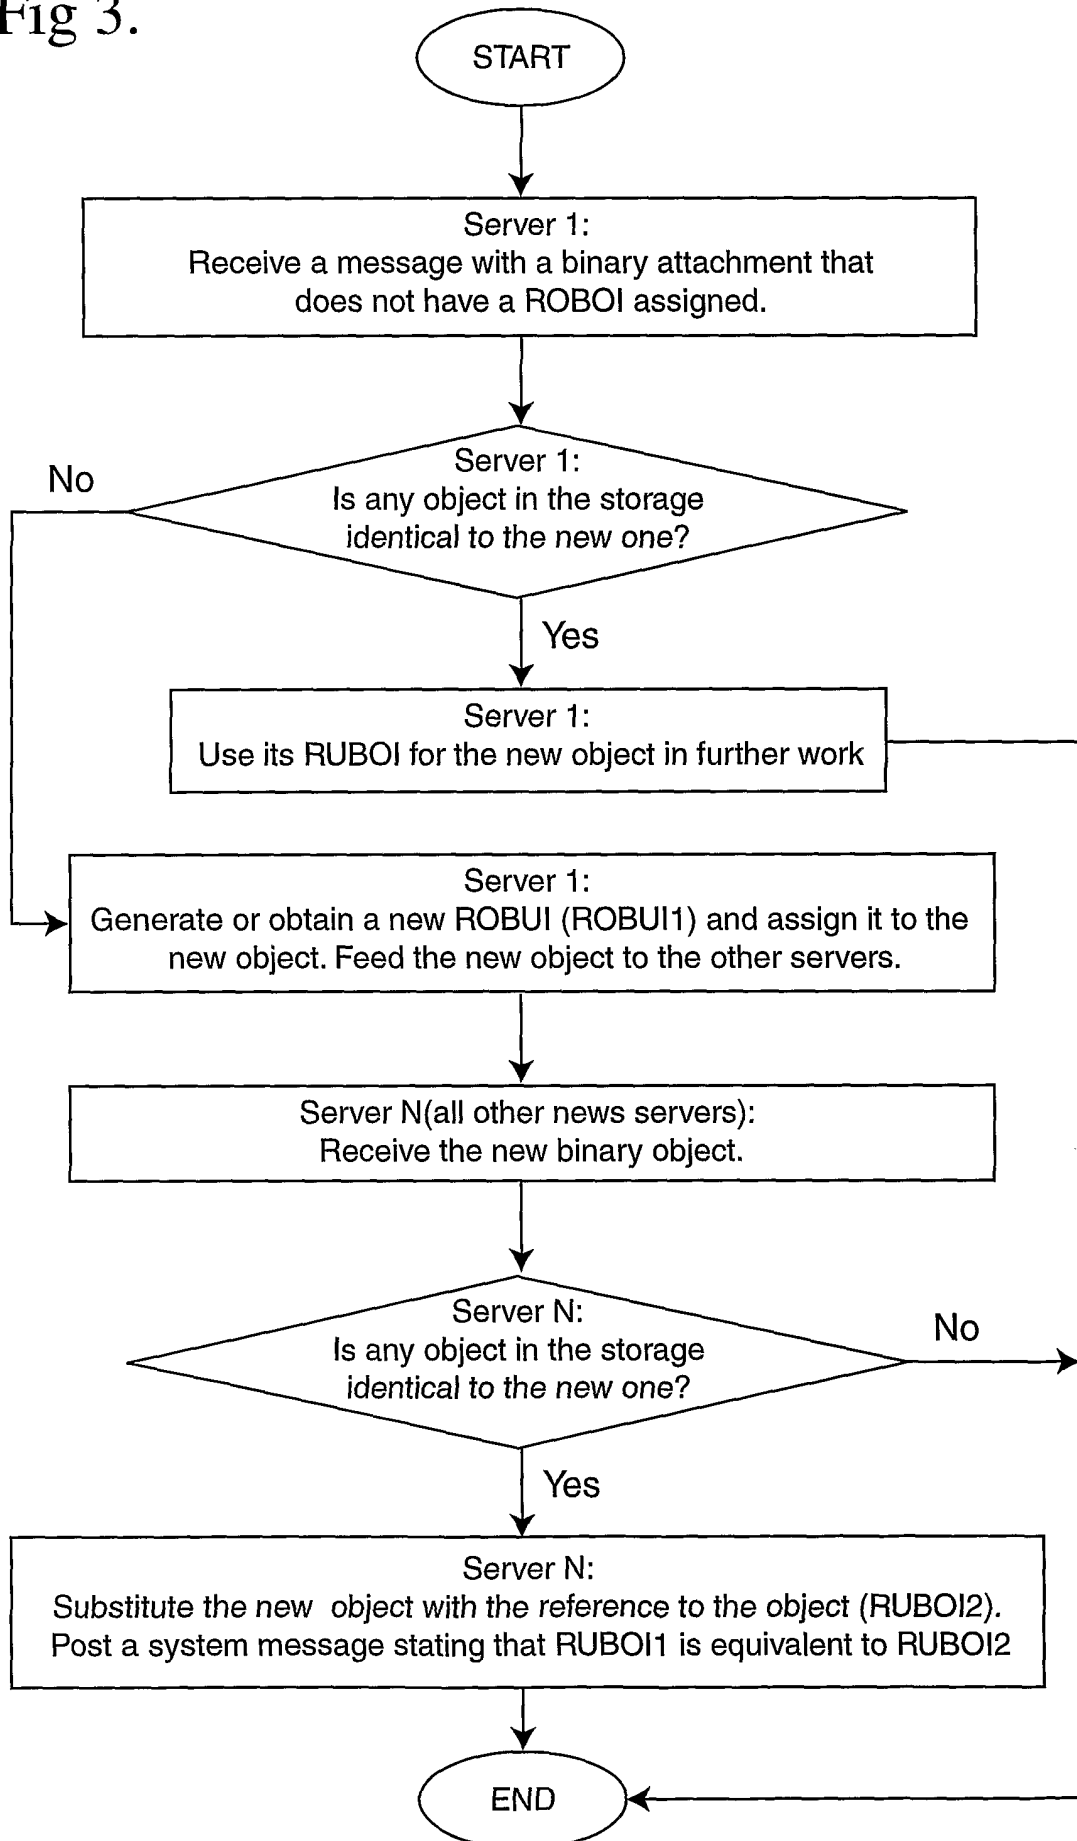 Fig 3.
START
Server 1:
Receive a message with a binary attachment that
does not have a ROBOI assigned.
Server 1:
Is any object in the storage
identical to the new one?
No
Yes
Server 1:
Use its RUBOI for the new object in further work
Server 1:
Generate or obtain a new ROBUI (ROBUI1) and assign it to the
new object. Feed the new object to the other servers.
Server N(all other news servers):
Receive the new binary object.
Server N:
Is any object in the storage
identical to the new one?
No
Yes
Server N:
Substitute the new object with the reference to the object (RUBOI2).
Post a system message stating that RUBOI1 is equivalent to RUBOI2
END